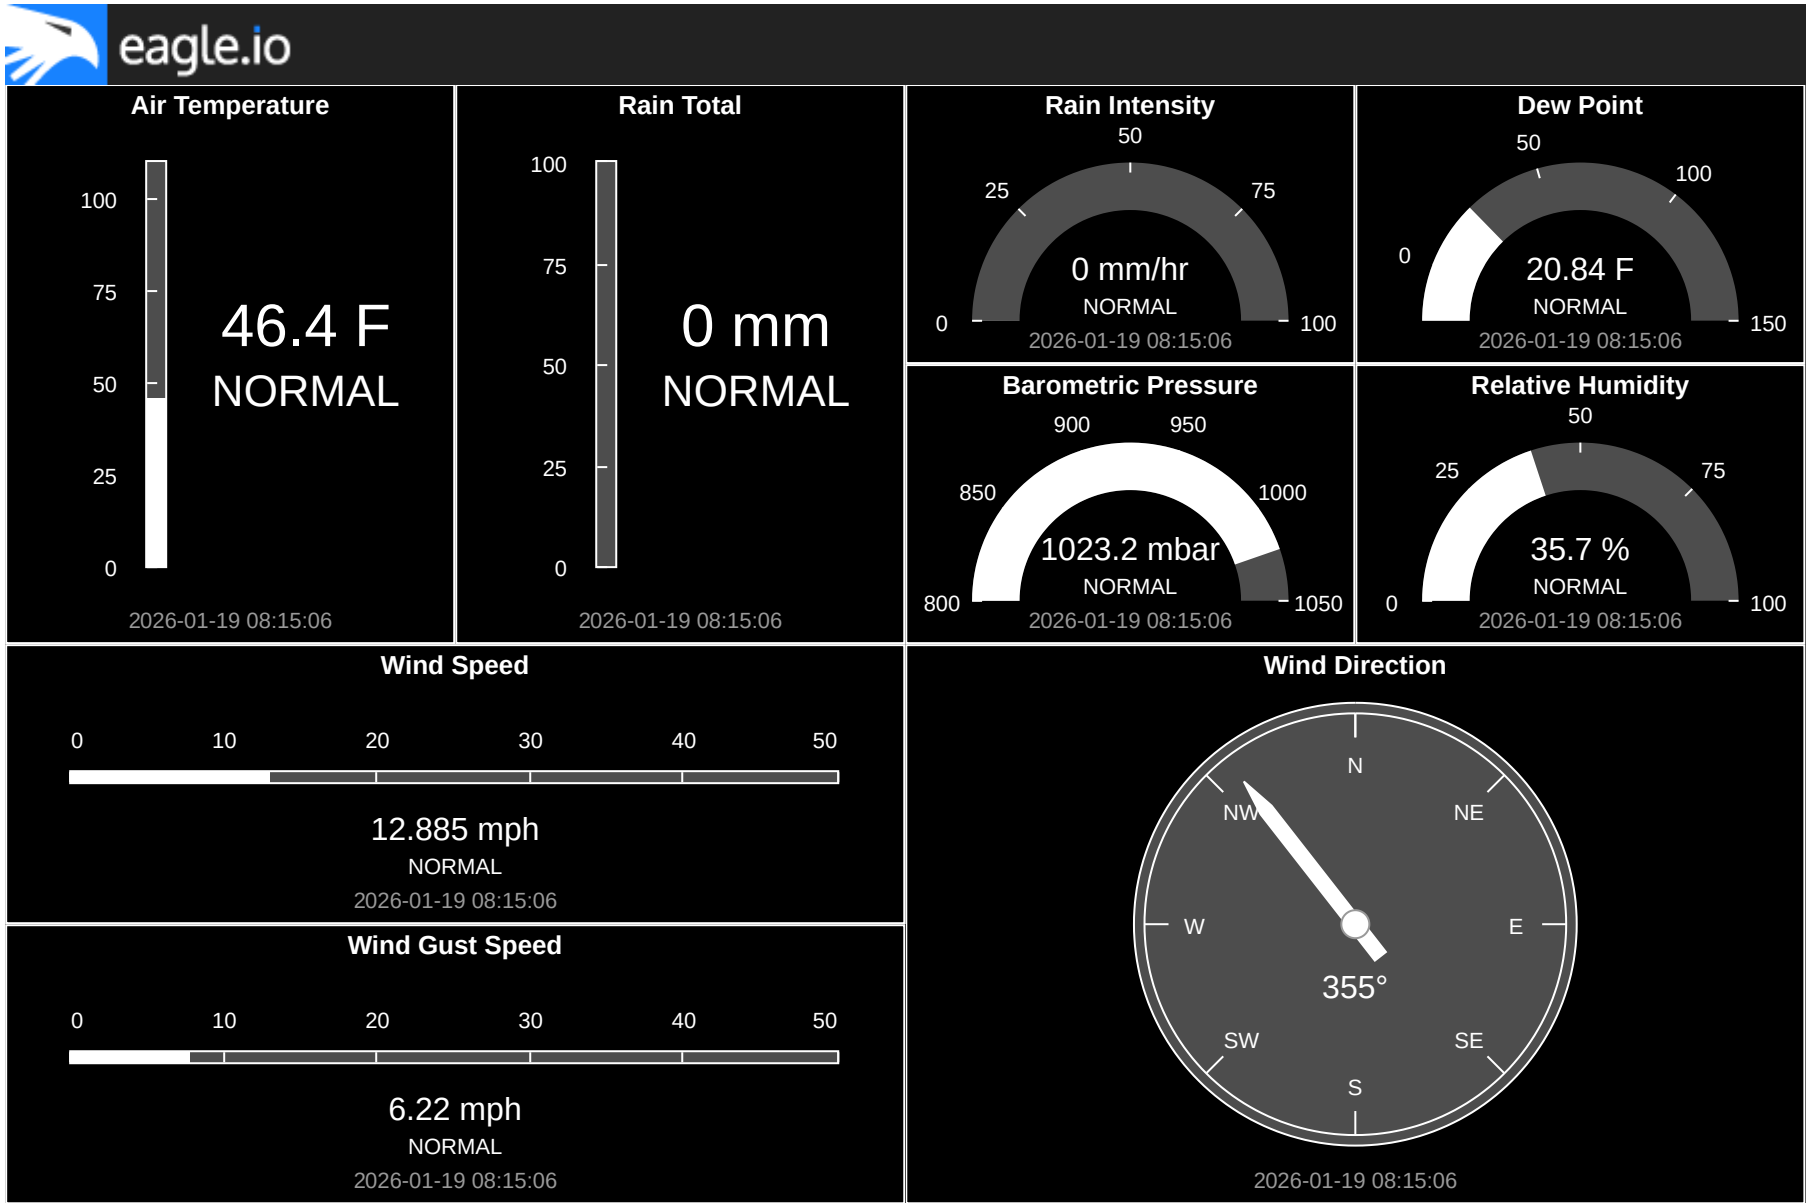 eagle.io
Air Temperature
100
75
50
25
0
46.4 F
NORMAL
2026-01-19 08:15:06
Rain Total
100
75
50
25
0
0 mm
NORMAL
2026-01-19 08:15:06
Rain Intensity
0
25
50
75
100
0 mm/hr
NORMAL
2026-01-19 08:15:06
Dew Point
0
50
100
150
20.84 F
NORMAL
2026-01-19 08:15:06
Barometric Pressure
800
850
900
950
1000
1050
1023.2 mbar
NORMAL
2026-01-19 08:15:06
Relative Humidity
0
25
50
75
100
35.7 %
NORMAL
2026-01-19 08:15:06
Wind Speed
0 10 20 30 40 50
12.885 mph
NORMAL
2026-01-19 08:15:06
Wind Gust Speed
0 10 20 30 40 50
6.22 mph
NORMAL
2026-01-19 08:15:06
Wind Direction
N
NW NE
W E
355°
SW SE
S
2026-01-19 08:15:06